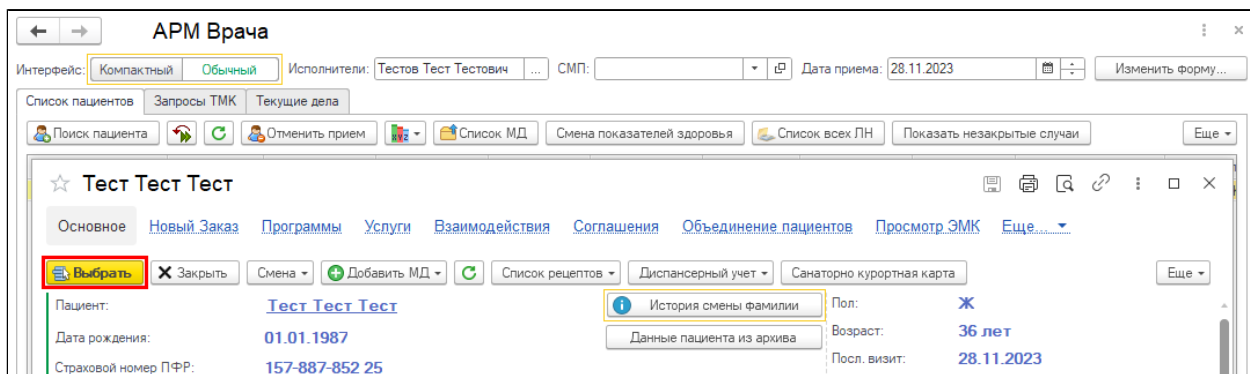 АРМ Врача
Интерфейс: Компактный Обычный Исполнители: Тестов Тест Тестович ... СМП: Дата приема: 28.11.2023 Изменить форму...
Список пациентов Запросы ТМК Текущие дела
Поиск пациента Отменить прием Список МД Смена показателей здоровья Список всех ЛН Показать незакрытые случаи Еще
Тест Тест Тест
Основное Новый Заказ Программы Услуги Взаимодействия Соглашения Объединение пациентов Просмотр ЭМК Еще...
Выбрать Закрыть Смена Добавить МД Список рецептов Диспансерный учет Санаторно курортная карта Еще
Пациент: Тест Тест Тест История смены фамилии Пол: Ж
Дата рождения: 01.01.1987 Данные пациента из архива Возраст: 36 лет
Страховой номер ПФР: 157-887-852 25 Посл. визит: 28.11.2023